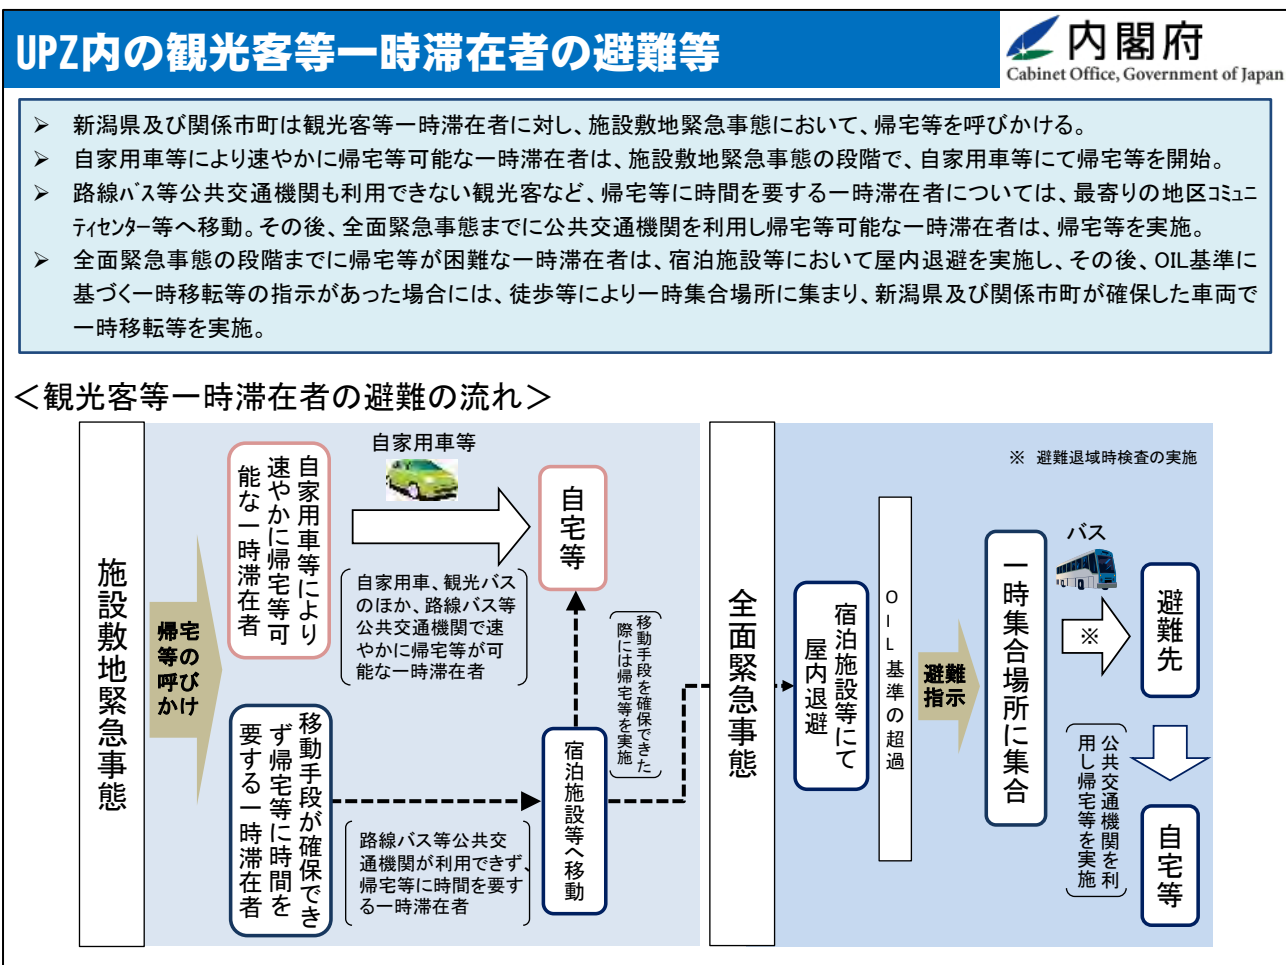 UPZ内の観光客等一時滞在者の避難等
内閣府
Cabinet Office, Government of Japan
➢ 新潟県及び関係市町は観光客等一時滞在者に対し、施設敷地緊急事態において、帰宅等を呼びかける。
➢ 自家用車等により速やかに帰宅等可能な一時滞在者は、施設敷地緊急事態の段階で、自家用車等にて帰宅等を開始。
➢ 路線バス等公共交通機関も利用できない観光客など、帰宅等に時間を要する一時滞在者については、最寄りの地区コミュニ
ティセンター等へ移動。その後、全面緊急事態までに公共交通機関を利用し帰宅等可能な一時滞在者は、帰宅等を実施。
➢ 全面緊急事態の段階までに帰宅等が困難な一時滞在者は、宿泊施設等において屋内退避を実施し、その後、OIL基準に
基づく一時移転等の指示があった場合には、徒歩等により一時集合場所に集まり、新潟県及び関係市町が確保した車両で
一時移転等を実施。
＜観光客等一時滞在者の避難の流れ＞
施設敷地緊急事態
帰宅
等の
呼び
かけ
自家用車等により
速やかに帰宅等可
能な一時滞在者
自家用車等
自家用車、観光バス
のほか、路線バス等
公共交通機関で速
やかに帰宅等が可
能な一時滞在者
自宅等
移動手段が確保でき
ず帰宅等に時間を
要する一時滞在者
路線バス等公共交
通機関が利用できず、
帰宅等に時間を要す
る一時滞在者
宿泊施設等へ移動
移動手段を確保できた
際には帰宅等を実施
全面緊急事態
宿泊施設等にて
屋内退避
OIL基準の超過
避難
指示
一時集合場所に集合
※ 避難退域時検査の実施
バス
※
避難先
公共交通機関を利
用し帰宅等を実施
自宅等